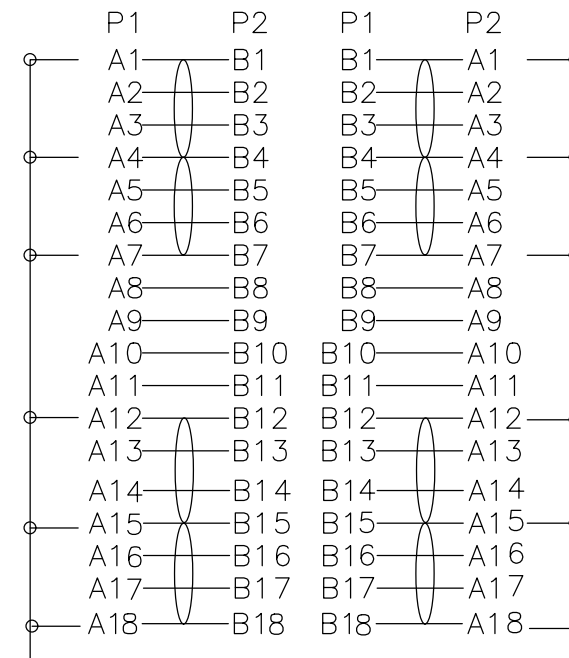 P1 P2 P1 P2
A1 B1 B1 A1
A2 B2 B2 A2
A3 B3 B3 A3
A4 B4 B4 A4
A5 B5 B5 A5
A6 B6 B6 A6
A7 B7 B7 A7
A8 B8 B8 A8
A9 B9 B9 A9
A10 B10 B10 A10
A11 B11 B11 A11
A12 B12 B12 A12
A13 B13 B13 A13
A14 B14 B14 A14
A15 B15 B15 A15
A16 B16 B16 A16
A17 B17 B17 A17
A18 B18 B18 A18